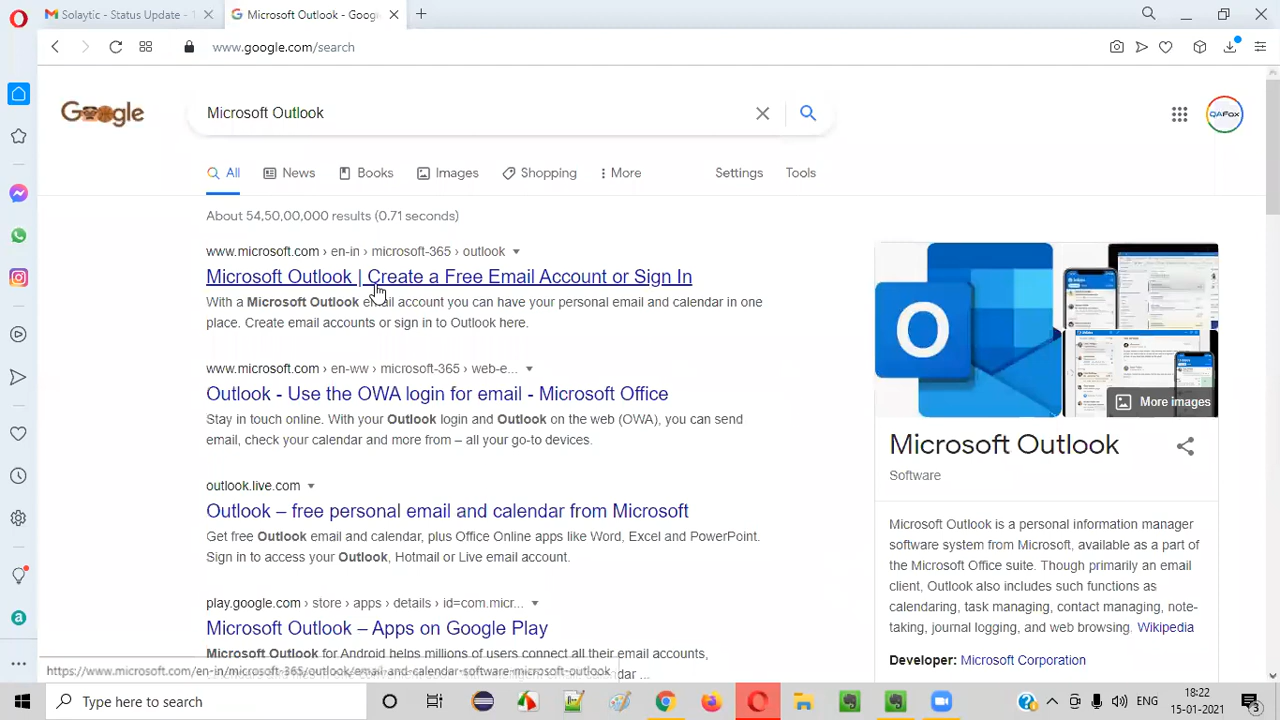 Solaytic - Status Update - T
Microsoft Outlook - Goog
www.google.com/search
Google
Microsoft Outlook
QAFox
All
News
Books
Images
Shopping
More
Settings
Tools
About 54,50,00,000 results (0.71 seconds)
www.microsoft.com › en-in › microsoft-365 › outlook
Microsoft Outlook | Create a Free Email Account or Sign In
With a Microsoft Outlook email account you can have your personal email and calendar in one
place. Create email accounts or sign in to Outlook here.
www.microsoft.com › en-ww › microsoft-365 › web-e...
Outlook - Use the OWA login for email - Microsoft Office
Stay in touch online. With your Outlook login and Outlook on the web (OWA), you can send
email, check your calendar and more from – all your go-to devices.
outlook.live.com
Outlook – free personal email and calendar from Microsoft
Get free Outlook email and calendar, plus Office Online apps like Word, Excel and PowerPoint.
Sign in to access your Outlook, Hotmail or Live email account.
play.google.com › store › apps › details › id=com.micr...
Microsoft Outlook – Apps on Google Play
Microsoft Outlook for Android helps millions of users connect all their email accounts,
https://www.microsoft.com/en-in/microsoft-365/outlook/email-and-calendar-software-microsoft-outlook
dar ...
More images
Microsoft Outlook
Software
Microsoft Outlook is a personal information manager
software system from Microsoft, available as a part of
the Microsoft Office suite. Though primarily an email
client, Outlook also includes such functions as
calendaring, task managing, contact managing, note-
taking, journal logging, and web browsing. Wikipedia
Developer: Microsoft Corporation
Type here to search
ENG
18:22
15-01-2021
3